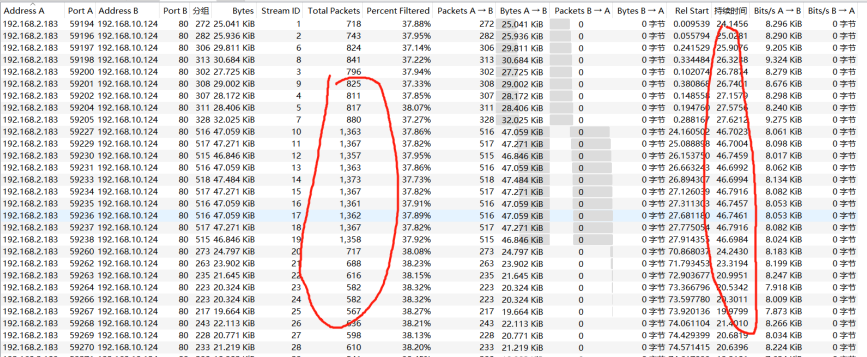 Address A Port A Address B Port B 分组 Bytes Stream ID Total Packets Percent Filtered Packets A → B Bytes A → B Packets B → A Bytes B → A Rel Start 持续时间 Bits/s A → B Bits/s B → A
192.168.2.183 59194 192.168.10.124 80 272 25.041 KiB 1 718 37.88% 272 25.041 KiB 0 0 字节 0.009539 24.1456 8.296 KiB 0 字节
192.168.2.183 59196 192.168.10.124 80 282 25.936 KiB 2 743 37.95% 282 25.936 KiB 0 0 字节 0.055794 25.0281 8.290 KiB 0 字节
192.168.2.183 59197 192.168.10.124 80 306 29.811 KiB 6 824 37.14% 306 29.811 KiB 0 0 字节 0.241529 25.9076 9.205 KiB 0 字节
192.168.2.183 59198 192.168.10.124 80 313 30.684 KiB 8 841 37.22% 313 30.684 KiB 0 0 字节 0.334484 26.3288 9.324 KiB 0 字节
192.168.2.183 59200 192.168.10.124 80 302 27.725 KiB 3 796 37.94% 302 27.725 KiB 0 0 字节 0.102074 26.7874 8.279 KiB 0 字节
192.168.2.183 59201 192.168.10.124 80 308 29.002 KiB 9 825 37.33% 308 29.002 KiB 0 0 字节 0.380866 26.7401 8.676 KiB 0 字节
192.168.2.183 59202 192.168.10.124 80 307 28.172 KiB 4 811 37.85% 307 28.172 KiB 0 0 字节 0.148558 27.1579 8.298 KiB 0 字节
192.168.2.183 59204 192.168.10.124 80 311 28.406 KiB 5 817 38.07% 311 28.406 KiB 0 0 字节 0.194760 27.5756 8.240 KiB 0 字节
192.168.2.183 59205 192.168.10.124 80 328 32.025 KiB 7 880 37.27% 328 32.025 KiB 0 0 字节 0.288167 27.6212 9.275 KiB 0 字节
192.168.2.183 59227 192.168.10.124 80 516 47.059 KiB 10 1,363 37.86% 516 47.059 KiB 0 0 字节 24.160502 46.7023 8.061 KiB 0 字节
192.168.2.183 59229 192.168.10.124 80 517 47.271 KiB 11 1,367 37.82% 517 47.271 KiB 0 0 字节 25.088898 46.7004 8.098 KiB 0 字节
192.168.2.183 59230 192.168.10.124 80 515 46.846 KiB 12 1,357 37.95% 515 46.846 KiB 0 0 字节 26.153750 46.7459 8.017 KiB 0 字节
192.168.2.183 59231 192.168.10.124 80 516 47.059 KiB 13 1,363 37.86% 516 47.059 KiB 0 0 字节 26.663243 46.6992 8.062 KiB 0 字节
192.168.2.183 59233 192.168.10.124 80 518 47.484 KiB 14 1,373 37.73% 518 47.484 KiB 0 0 字节 26.894307 46.6994 8.134 KiB 0 字节
192.168.2.183 59234 192.168.10.124 80 517 47.271 KiB 15 1,367 37.82% 517 47.271 KiB 0 0 字节 27.126039 46.7916 8.082 KiB 0 字节
192.168.2.183 59235 192.168.10.124 80 516 47.059 KiB 16 1,361 37.91% 516 47.059 KiB 0 0 字节 27.311303 46.7457 8.053 KiB 0 字节
192.168.2.183 59236 192.168.10.124 80 516 47.059 KiB 17 1,362 37.89% 516 47.059 KiB 0 0 字节 27.681180 46.7461 8.053 KiB 0 字节
192.168.2.183 59237 192.168.10.124 80 517 47.271 KiB 18 1,367 37.82% 517 47.271 KiB 0 0 字节 27.775054 46.7916 8.082 KiB 0 字节
192.168.2.183 59238 192.168.10.124 80 515 46.846 KiB 19 1,358 37.92% 515 46.846 KiB 0 0 字节 27.914355 46.6984 8.024 KiB 0 字节
192.168.2.183 59260 192.168.10.124 80 273 24.797 KiB 20 717 38.08% 273 24.797 KiB 0 0 字节 70.868037 24.2430 8.183 KiB 0 字节
192.168.2.183 59262 192.168.10.124 80 263 23.902 KiB 21 688 38.23% 263 23.902 KiB 0 0 字节 71.793453 23.3194 8.199 KiB 0 字节
192.168.2.183 59263 192.168.10.124 80 235 21.645 KiB 22 616 38.15% 235 21.645 KiB 0 0 字节 72.903677 20.9951 8.247 KiB 0 字节
192.168.2.183 59264 192.168.10.124 80 223 20.324 KiB 23 582 38.32% 223 20.324 KiB 0 0 字节 73.366796 20.5342 7.918 KiB 0 字节
192.168.2.183 59266 192.168.10.124 80 223 20.324 KiB 24 582 38.32% 223 20.324 KiB 0 0 字节 73.597780 20.3011 8.009 KiB 0 字节
192.168.2.183 59267 192.168.10.124 80 217 19.664 KiB 25 567 38.27% 217 19.664 KiB 0 0 字节 73.920136 19.9799 7.873 KiB 0 字节
192.168.2.183 59268 192.168.10.124 80 243 22.113 KiB 26 38.21% 243 22.113 KiB 0 0 字节 74.061104 21.4010 8.266 KiB 0 字节
192.168.2.183 59269 192.168.10.124 80 228 20.771 KiB 27 598 38.13% 228 20.771 KiB 0 0 字节 74.429399 8.034 KiB 0 字节
192.168.2.183 59270 192.168.10.124 80 233 21.219 KiB 28 610 38.20% 233 21.219 KiB 0 0 字节 74.571415 20.6396 8.224 KiB 0 字节